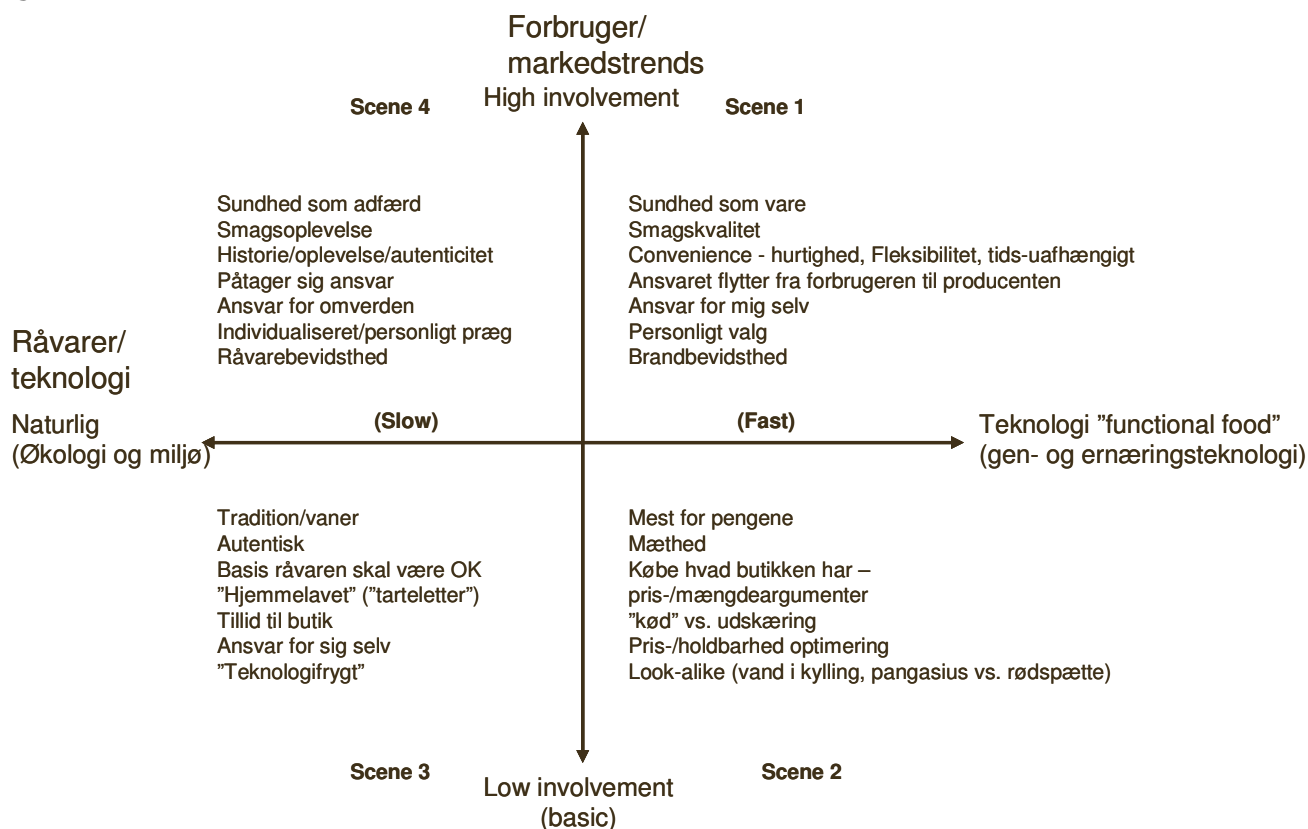 Forbruger/
markedstrends
High involvement
Scene 4
Scene 1
Sundhed som adfærd
Smagsoplevelse
Historie/oplevelse/autenticitet
Påtager sig ansvar
Ansvar for omverden
Individualiseret/personligt præg
Råvarebevidsthed
Sundhed som vare
Smagskvalitet
Convenience - hurtighed, Fleksibilitet, tids-uafhængigt
Ansvaret flytter fra forbrugeren til producenten
Ansvar for mig selv
Personligt valg
Brandbevidsthed
Råvarer/
teknologi
Naturlig
(Økologi og miljø)
(Slow)
(Fast)
Teknologi ”functional food”
(gen- og ernæringsteknologi)
Tradition/vaner
Autentisk
Basis råvaren skal være OK
”Hjemmelavet” (”tarteletter”)
Tillid til butik
Ansvar for sig selv
”Teknologifrygt”
Mest for pengene
Mæthed
Købe hvad butikken har –
pris-/mængdeargumenter
”kød” vs. udskæring
Pris-/holdbarhed optimering
Look-alike (vand i kylling, pangasius vs. rødspætte)
Scene 3
Scene 2
Low involvement
(basic)